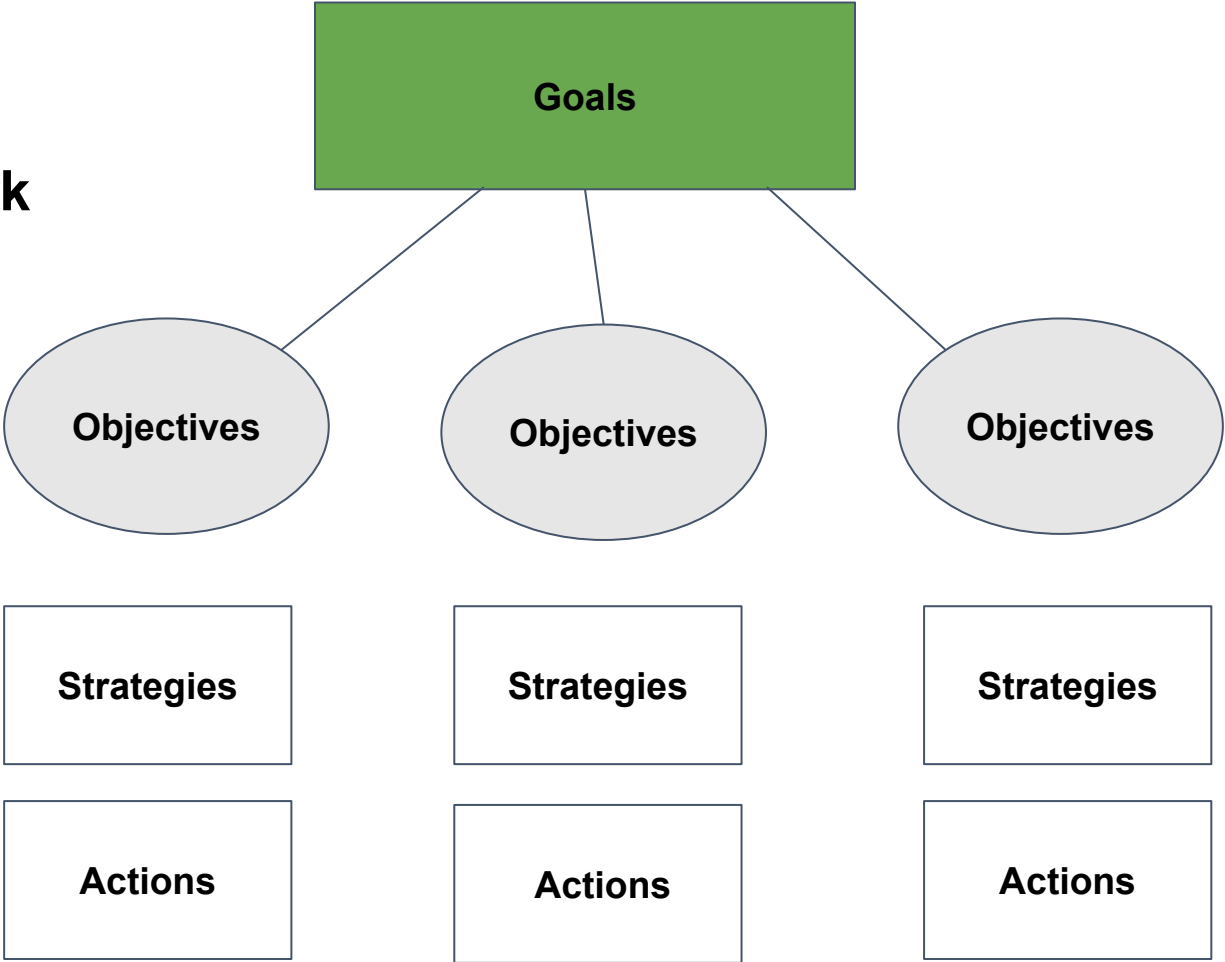 Goals
k
Objectives
Objectives
Objectives
Strategies
Strategies
Strategies
Actions
Actions
Actions